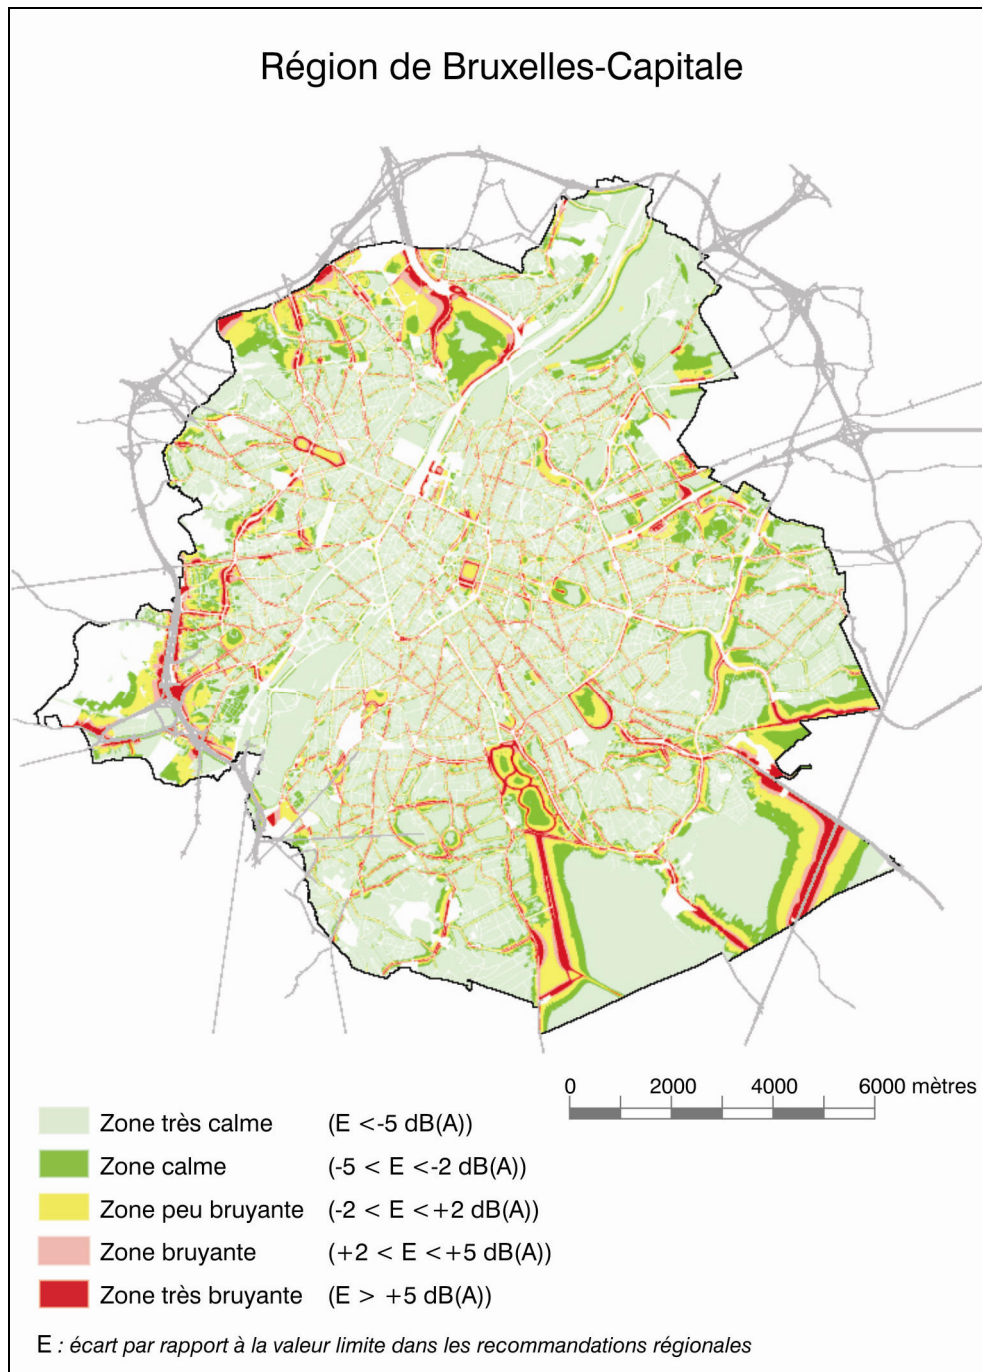 Région de Bruxelles-Capitale
0 2000 4000 6000 mètres
Zone très calme (E <-5 dB(A))
Zone calme (-5 < E <-2 dB(A))
Zone peu bruyante (-2 < E <+2 dB(A))
Zone bruyante (+2 < E <+5 dB(A))
Zone très bruyante (E > +5 dB(A))
E : écart par rapport à la valeur limite dans les recommandations régionales